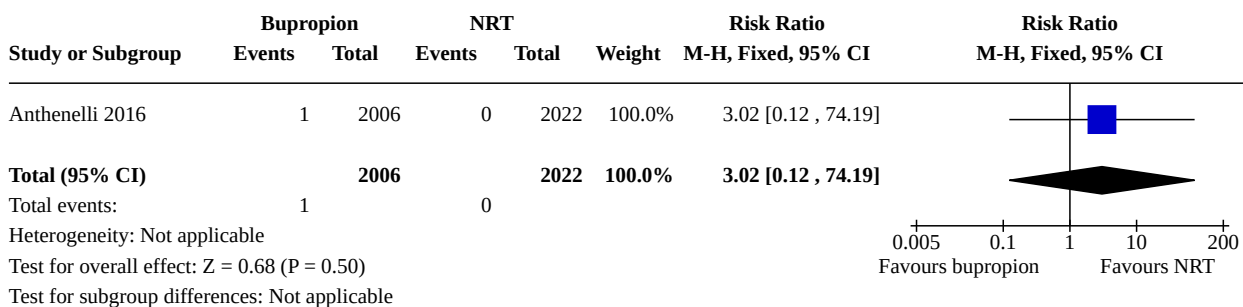 Bupropion NRT Risk Ratio Risk Ratio
Study or Subgroup Events Total Events Total Weight M-H, Fixed, 95% CI M-H, Fixed, 95% CI
Anthenelli 2016 1 2006 0 2022 100.0% 3.02 [0.12 , 74.19]
Total (95% CI) 2006 2022 100.0% 3.02 [0.12 , 74.19]
Total events: 1 0
Heterogeneity: Not applicable
0.005 0.1 1 10 200
Test for overall effect: Z = 0.68 (P = 0.50) Favours bupropion Favours NRT
Test for subgroup differences: Not applicable